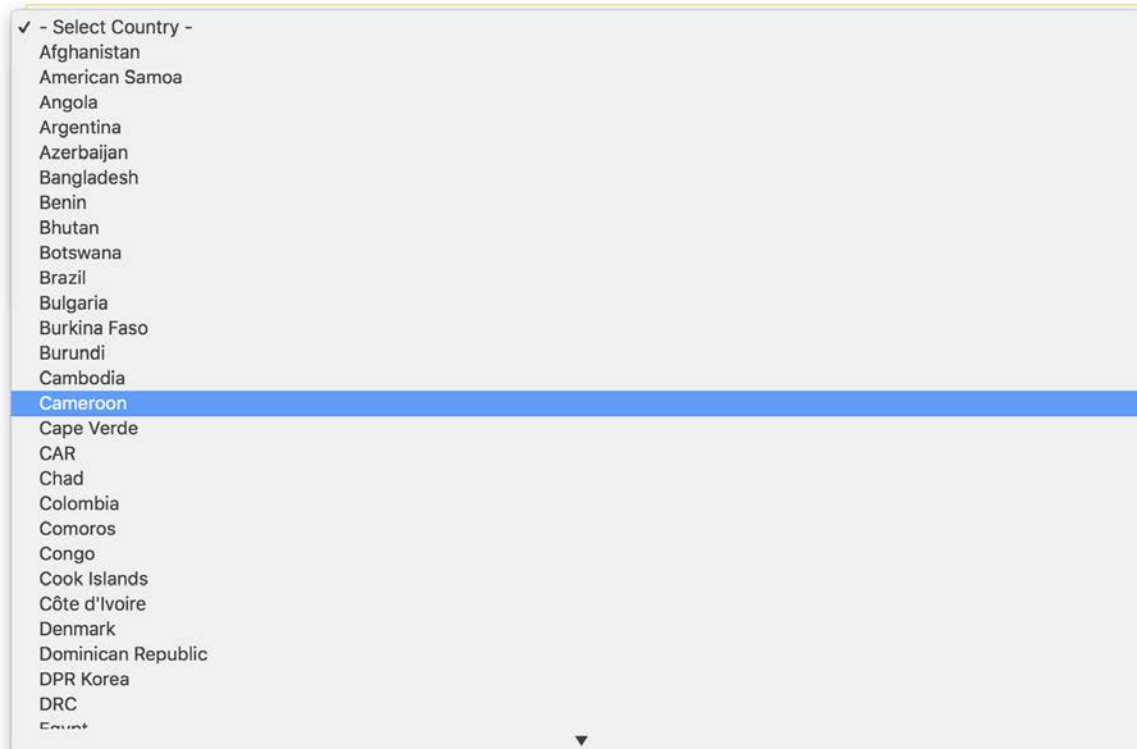 ✓ - Select Country -
Afghanistan
American Samoa
Angola
Argentina
Azerbaijan
Bangladesh
Benin
Bhutan
Botswana
Brazil
Bulgaria
Burkina Faso
Burundi
Cambodia
Cameroon
Cape Verde
CAR
Chad
Colombia
Comoros
Congo
Cook Islands
Côte d'Ivoire
Denmark
Dominican Republic
DPR Korea
DRC
Egypt